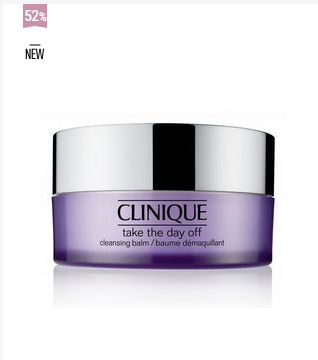 52%
NEW
CLINIQUE
take the day off
cleansing balm / baume démaquillant